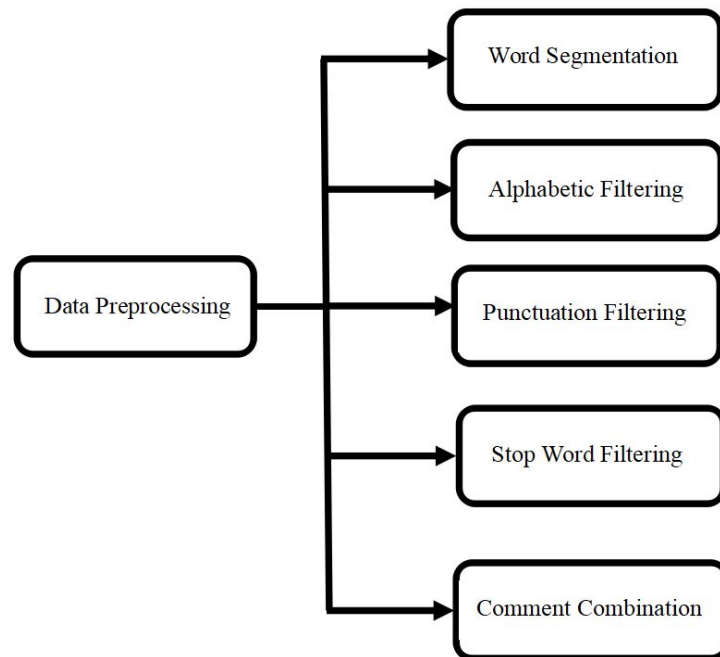 Data Preprocessing
Word Segmentation
Alphabetic Filtering
Punctuation Filtering
Stop Word Filtering
Comment Combination